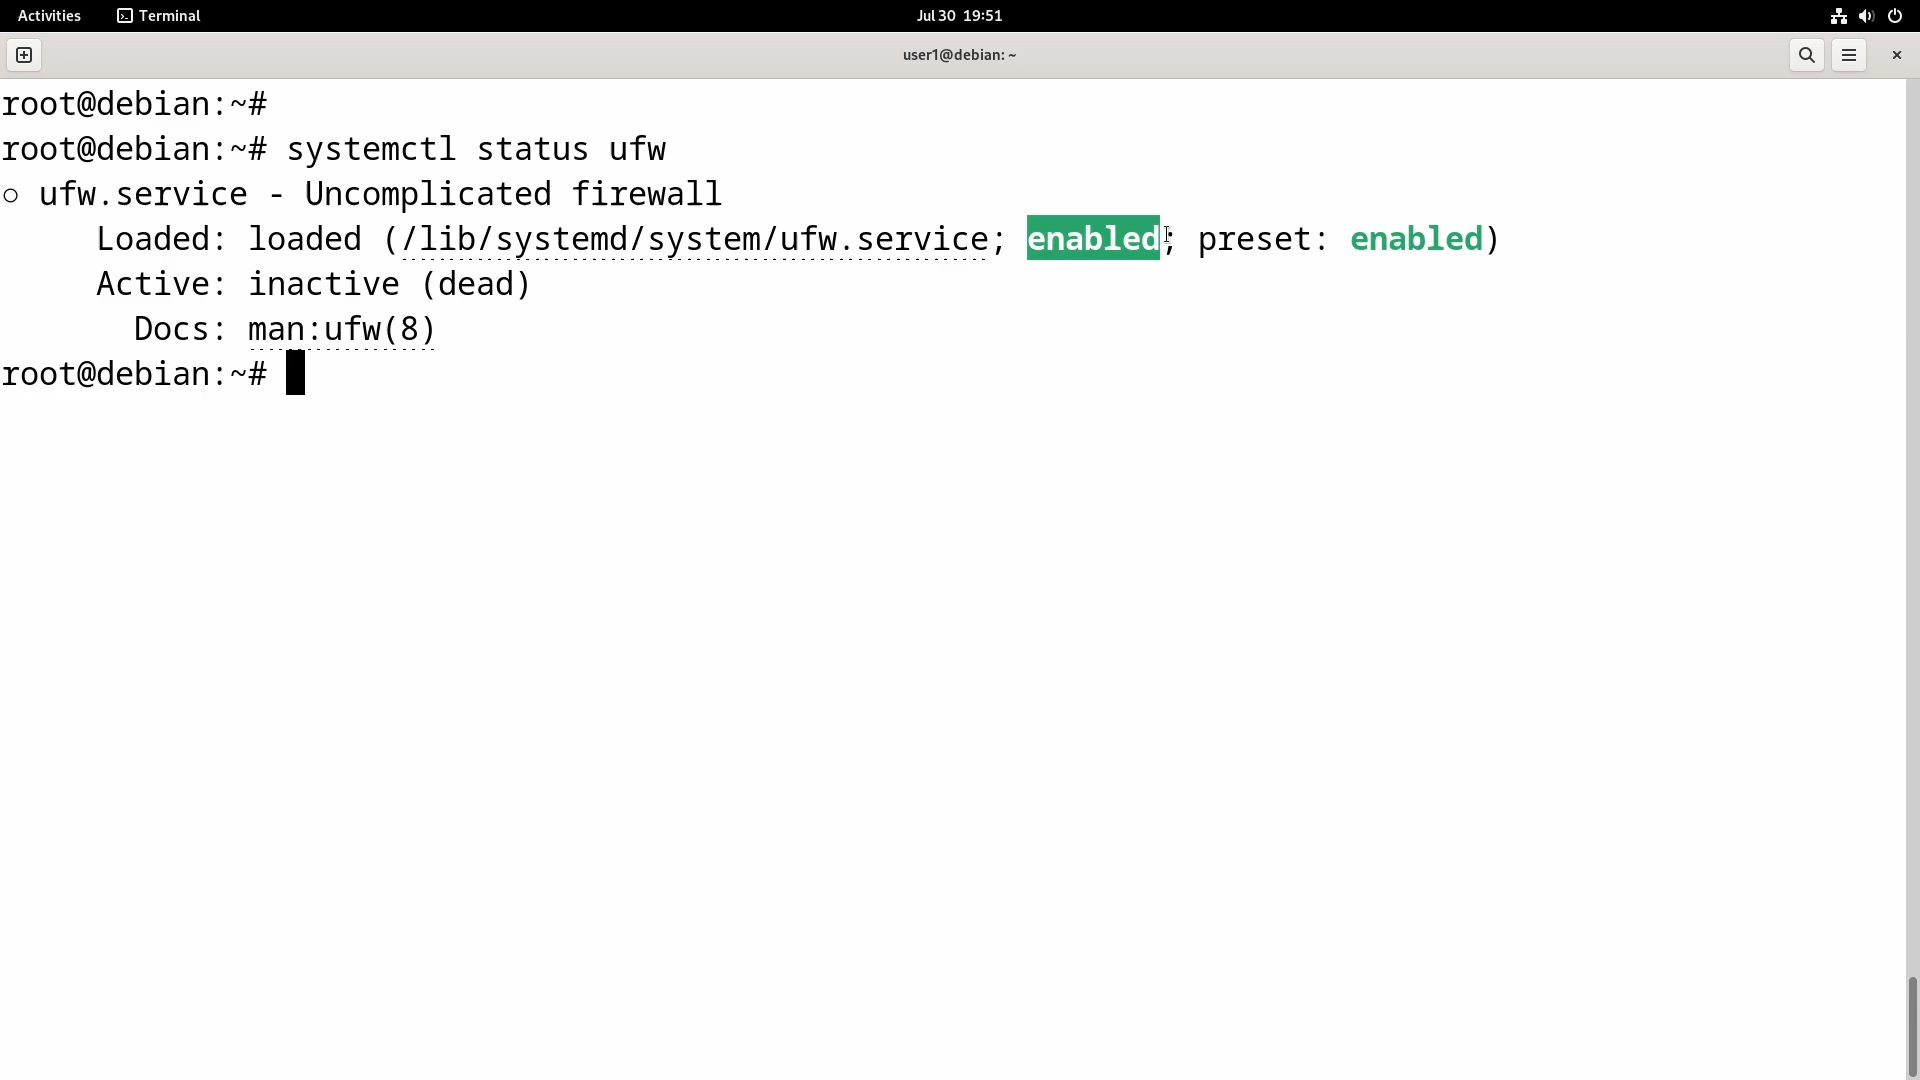 Activities Terminal Jul 30 19:51
user1@debian: ~
root@debian:~#
root@debian:~# systemctl status ufw
○ ufw.service - Uncomplicated firewall
Loaded: loaded (/lib/systemd/system/ufw.service; enabled; preset: enabled)
Active: inactive (dead)
Docs: man:ufw(8)
root@debian:~#